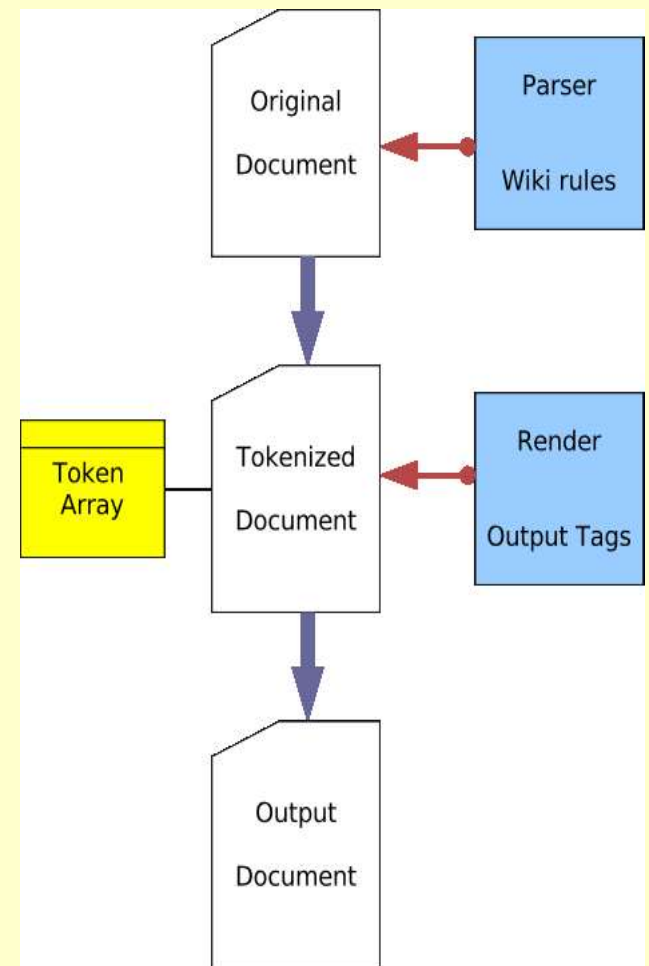 Original
Document
Parser
Wiki rules
Token
Array
Tokenized
Document
Render
Output Tags
Output
Document